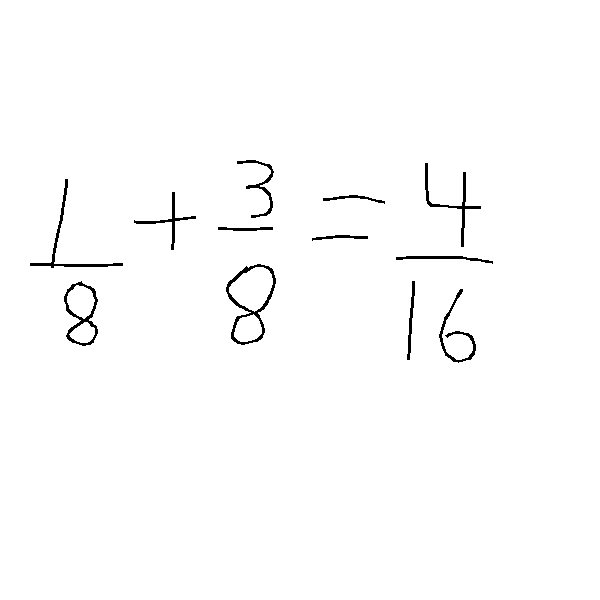 1/8 + 3/8 = 4/16